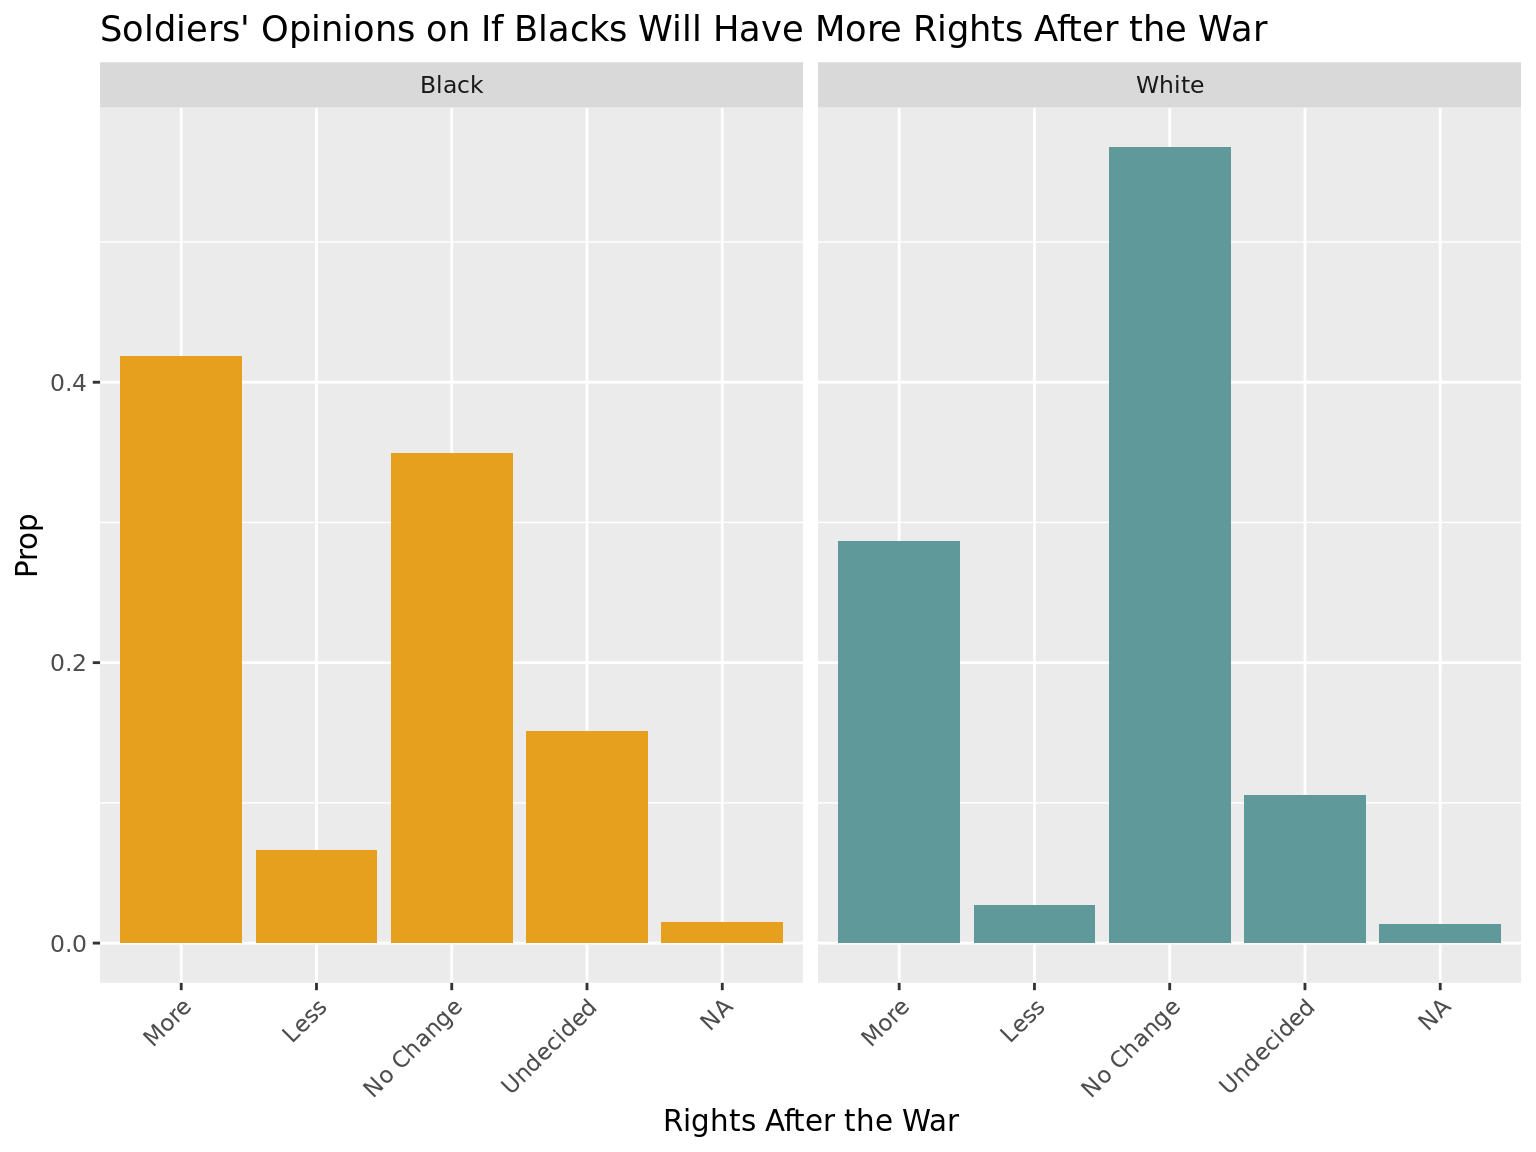 Soldiers' Opinions on If Blacks Will Have More Rights After the War
Black
White
Prop
0.4
0.2
0.0
More
Less
No Change
Undecided
NA
More
Less
No Change
Undecided
NA
Rights After the War